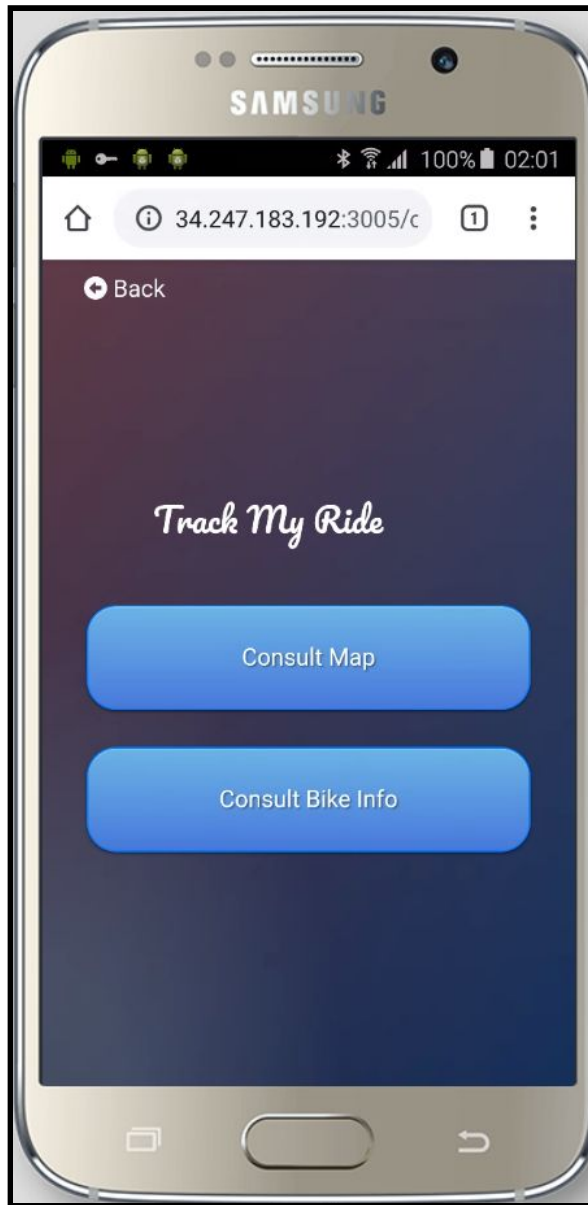 SAMSUNG
100% 02:01
34.247.183.192:3005/c
1
Back
Track My Ride
Consult Map
Consult Bike Info